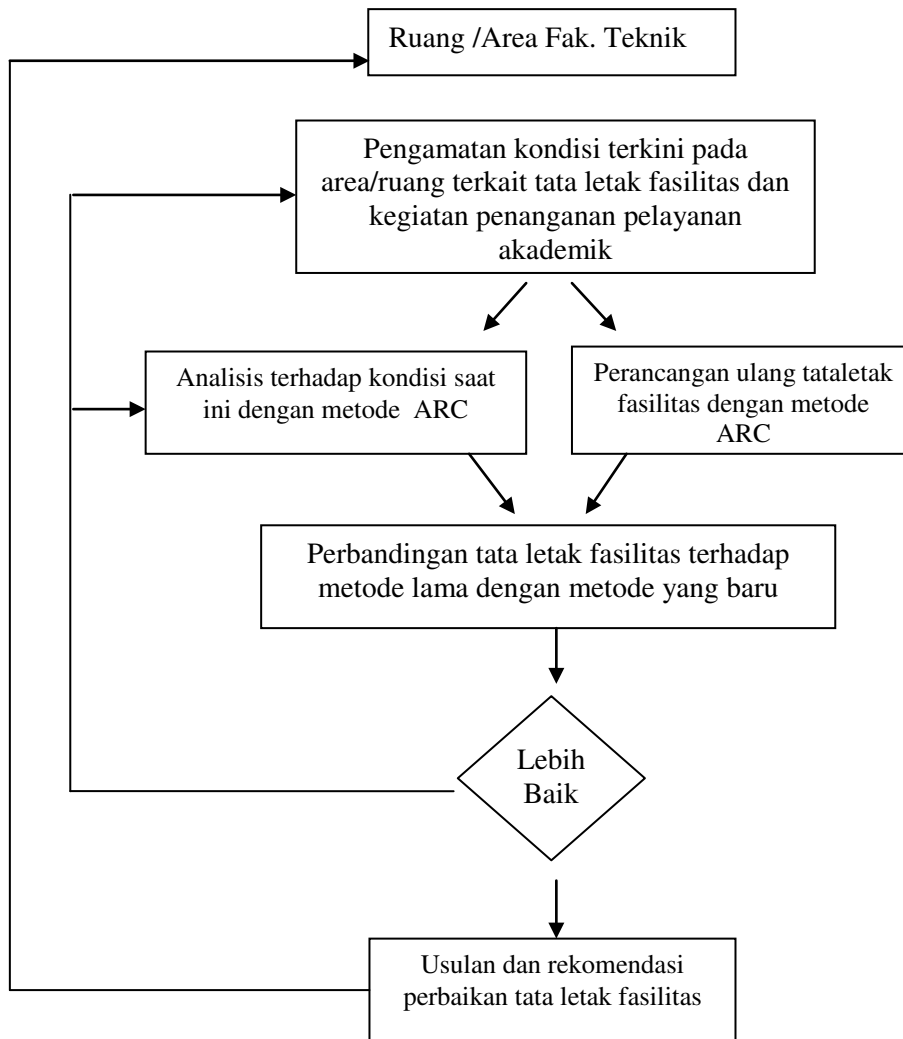 Ruang /Area Fak. Teknik
Pengamatan kondisi terkini pada
area/ruang terkait tata letak fasilitas dan
kegiatan penanganan pelayanan
akademik
Analisis terhadap kondisi saat
ini dengan metode ARC
Perancangan ulang tataletak
fasilitas dengan metode
ARC
Perbandingan tata letak fasilitas terhadap
metode lama dengan metode yang baru
Lebih
Baik
Usulan dan rekomendasi
perbaikan tata letak fasilitas